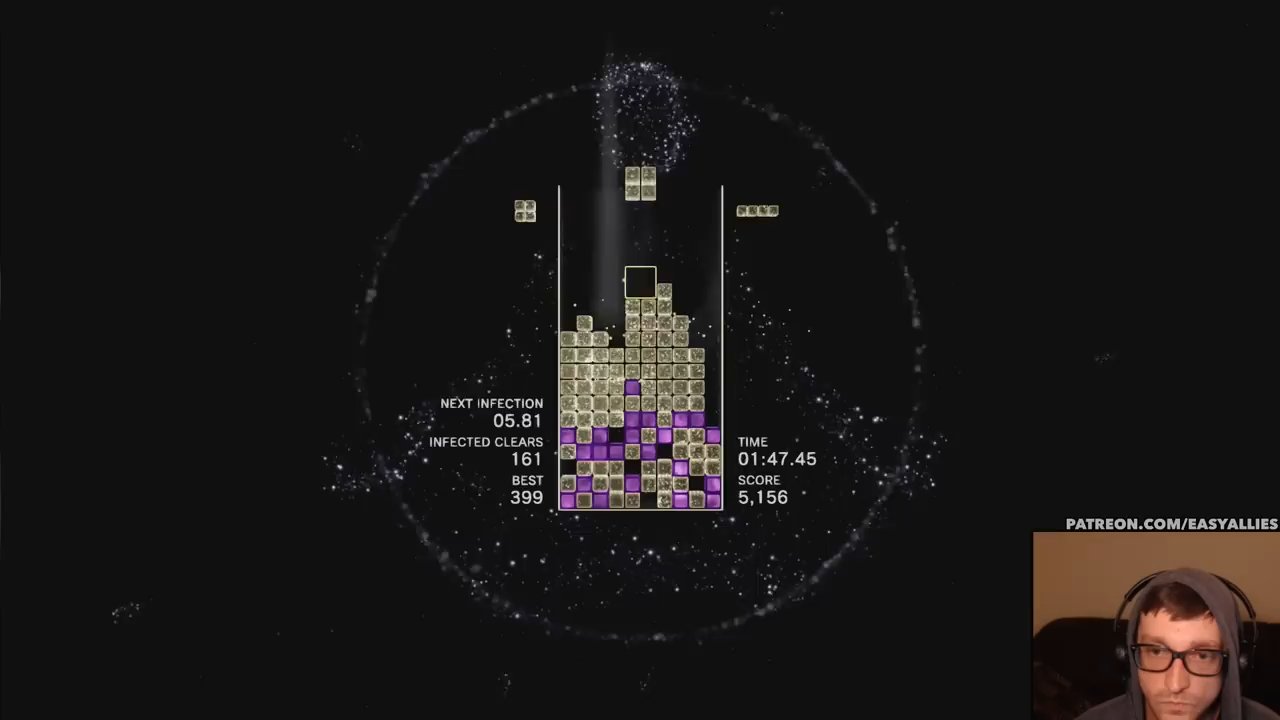 NEXT INFECTION
05.81
INFECTED CLEARS
161
BEST
399
TIME
01:47.45
SCORE
5,156
PATREON.COM/EASYALLIES